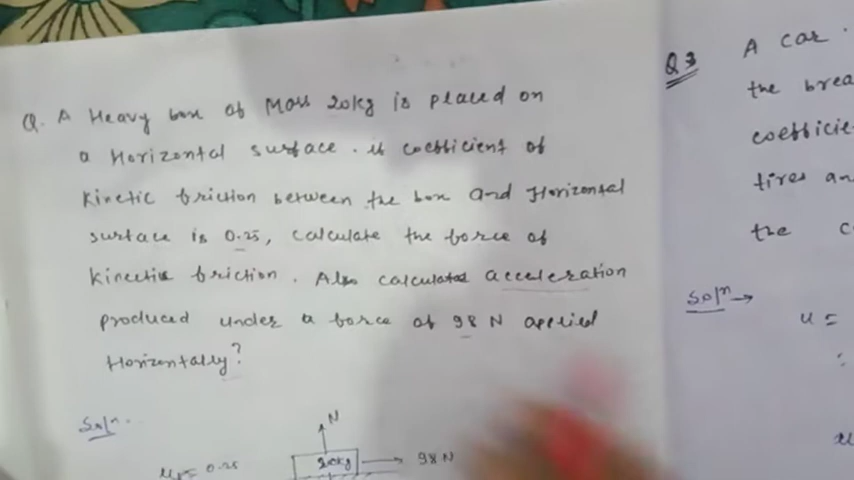 Q. A Heavy box of Mass 20kg is placed on
a Horizontal surface. if coefficient of
kinetic friction between the box and Horizontal
surface is 0.25, calculate the force of
kinetic friction. Also calculated acceleration
produced under a force of 98 N applied
Horizontally?
Solⁿ.
μk = 0.25
N
20kg
98 N
Q3 A car
the brea
coefficie
tires an
the c
Solⁿ→
u =
u